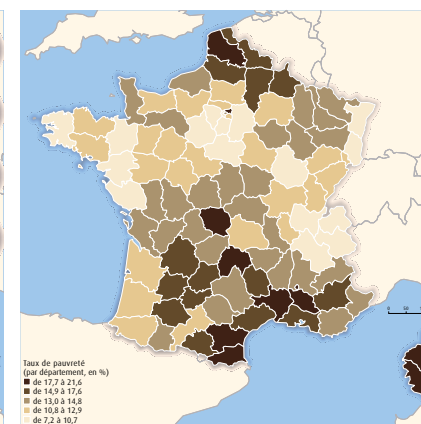 Taux de pauvreté
(par département, en %)
de 17,7 à 21,6
de 14,9 à 17,6
de 13,0 à 14,8
de 10,8 à 12,9
de 7,2 à 10,7
0 50